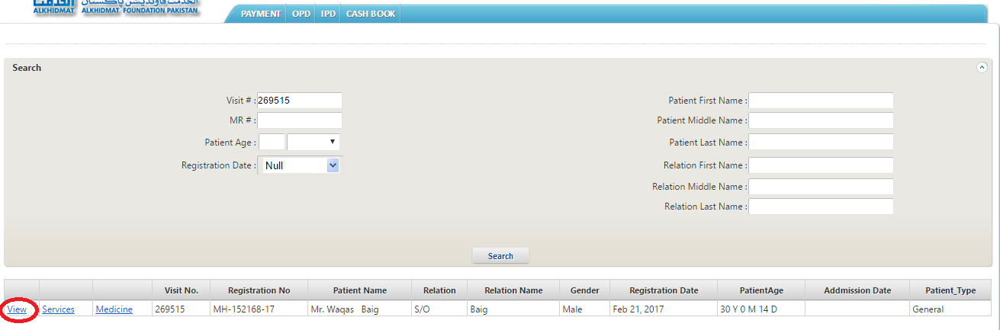 الخدمت فاؤنڈیشن پاکستان
ALKHIDMAT ALKHIDMAT FOUNDATION PAKISTAN
PAYMENT OPD IPD CASH BOOK
Search
Visit # : 269515 Patient First Name :
MR # : Patient Middle Name :
Patient Age : Patient Last Name :
Registration Date : Null Relation First Name :
Relation Middle Name :
Relation Last Name :
Search
Visit No. Registration No Patient Name Relation Relation Name Gender Registration Date PatientAge Addmission Date Patient_Type
View Services Medicine 269515 MH-152168-17 Mr. Waqas Baig S/O Baig Male Feb 21, 2017 30 Y 0 M 14 D General